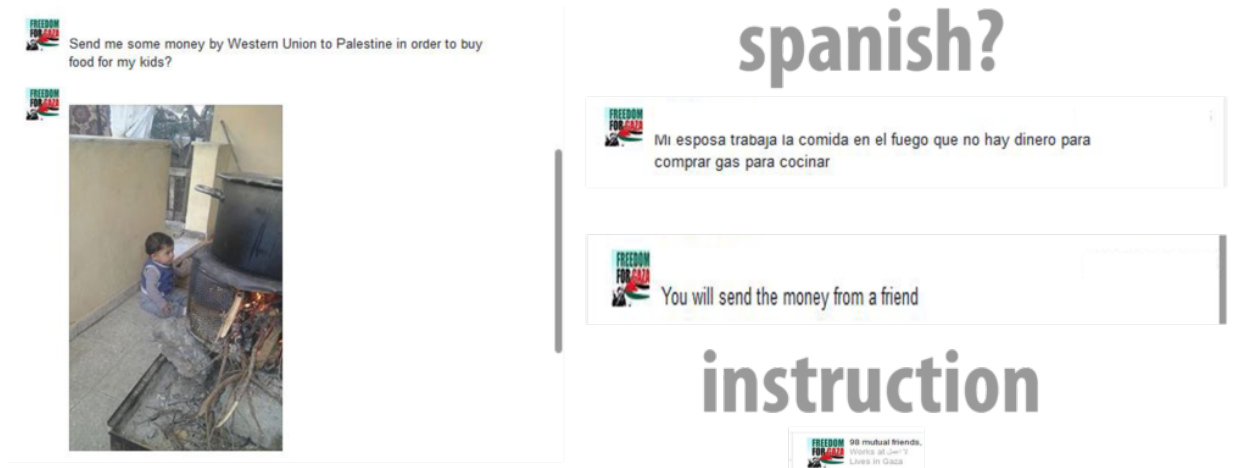 FREEDOM
FOR GAZA
Send me some money by Western Union to Palestine in order to buy
food for my kids?
FREEDOM
FOR GAZA
spanish?
FREEDOM
FOR GAZA
Mi esposa trabaja la comida en el fuego que no hay dinero para
comprar gas para cocinar
FREEDOM
FOR GAZA
You will send the money from a friend
instruction
FREEDOM
FOR GAZA
98 mutual friends,
Works at لا اعمل
Lives in Gaza